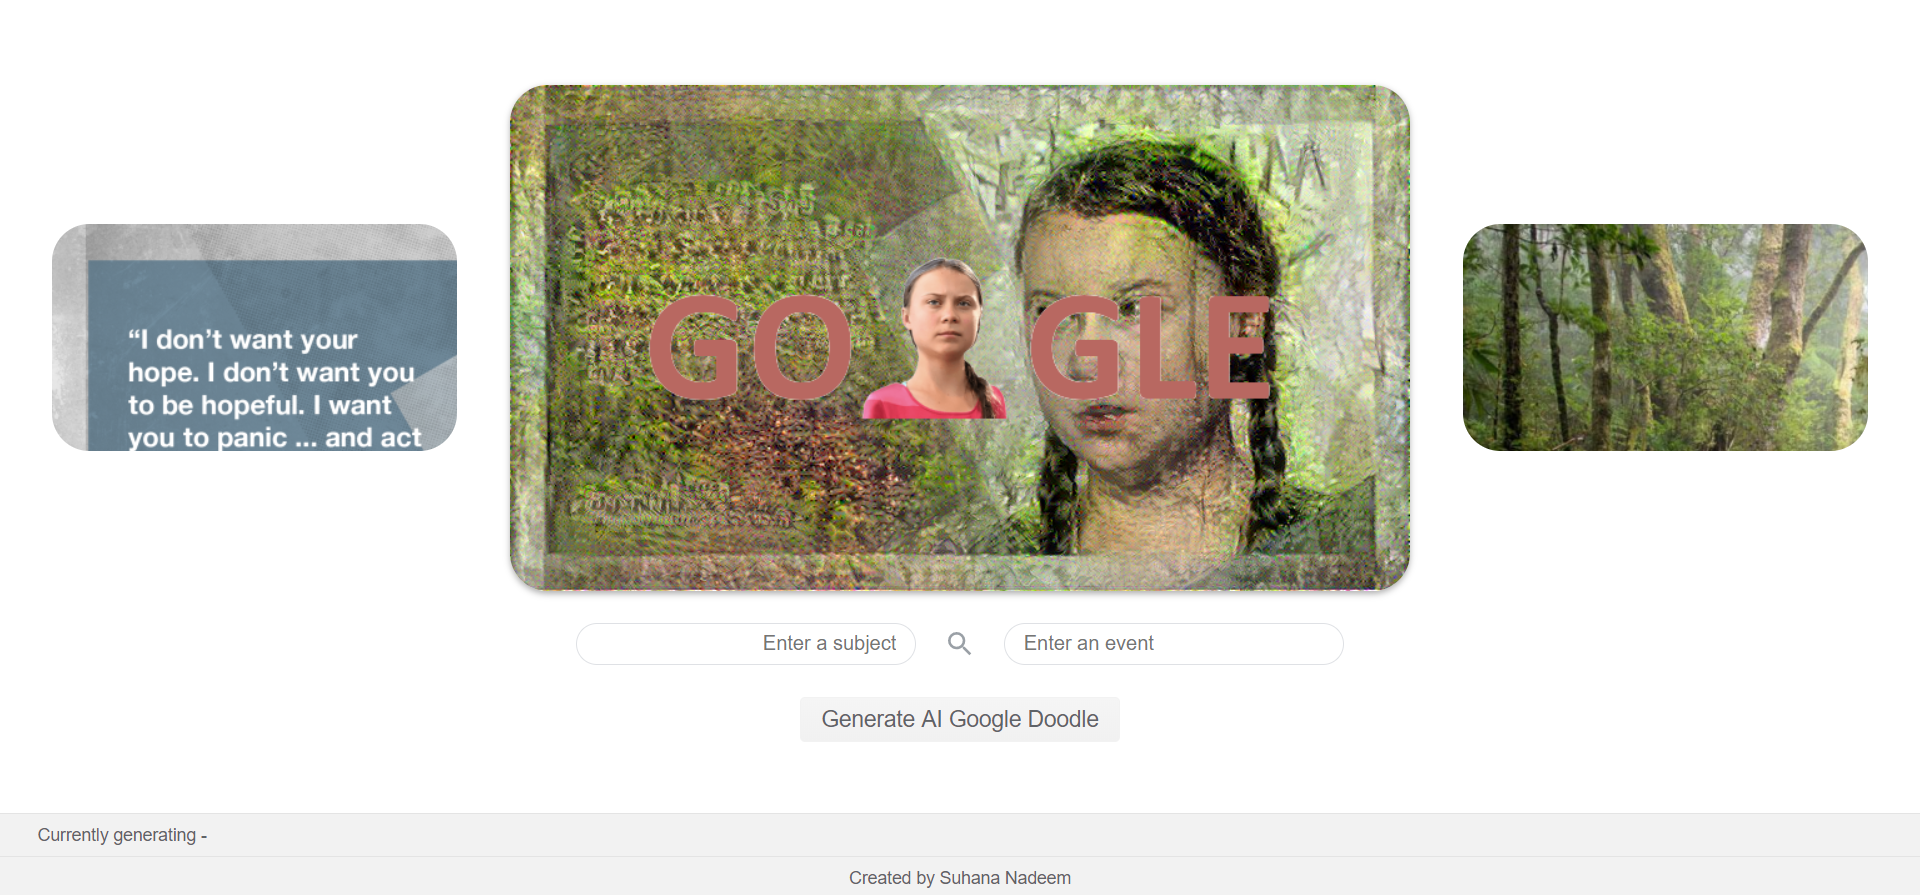 “I don’t want your
hope. I don’t want you
to be hopeful. I want
you to panic ... and act
GO GLE
Enter a subject
Enter an event
Generate AI Google Doodle
Currently generating -
Created by Suhana Nadeem